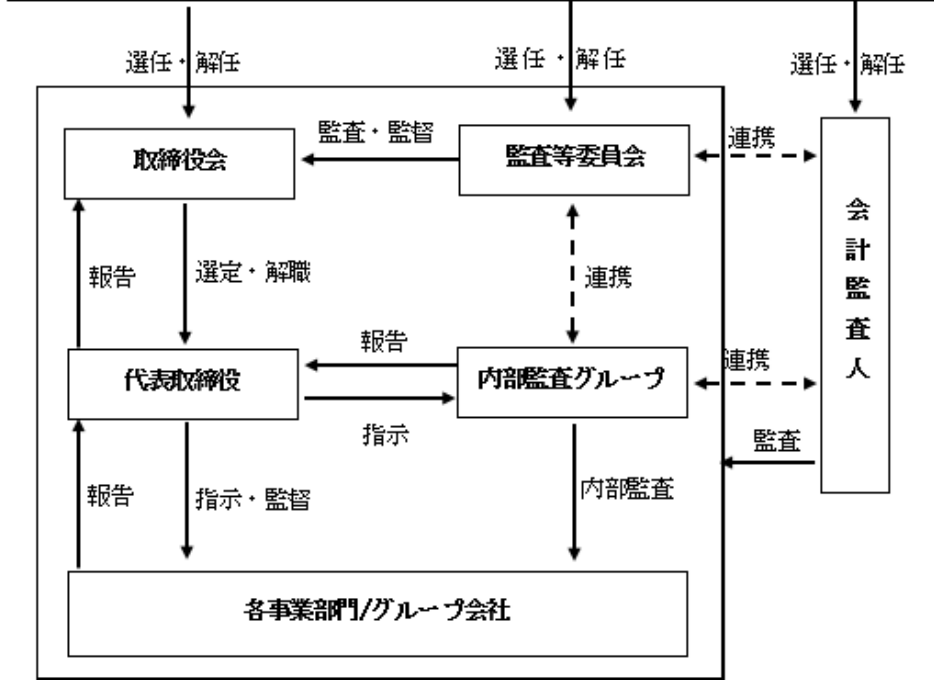 選任・解任
選任・解任
選任・解任
取締役会
監査・監督
監査等委員会
連携
会計監査人
報告
選定・解職
連携
代表取締役
報告
指示
内部監査グループ
連携
監査
報告
指示・監督
内部監査
各事業部門/グループ会社